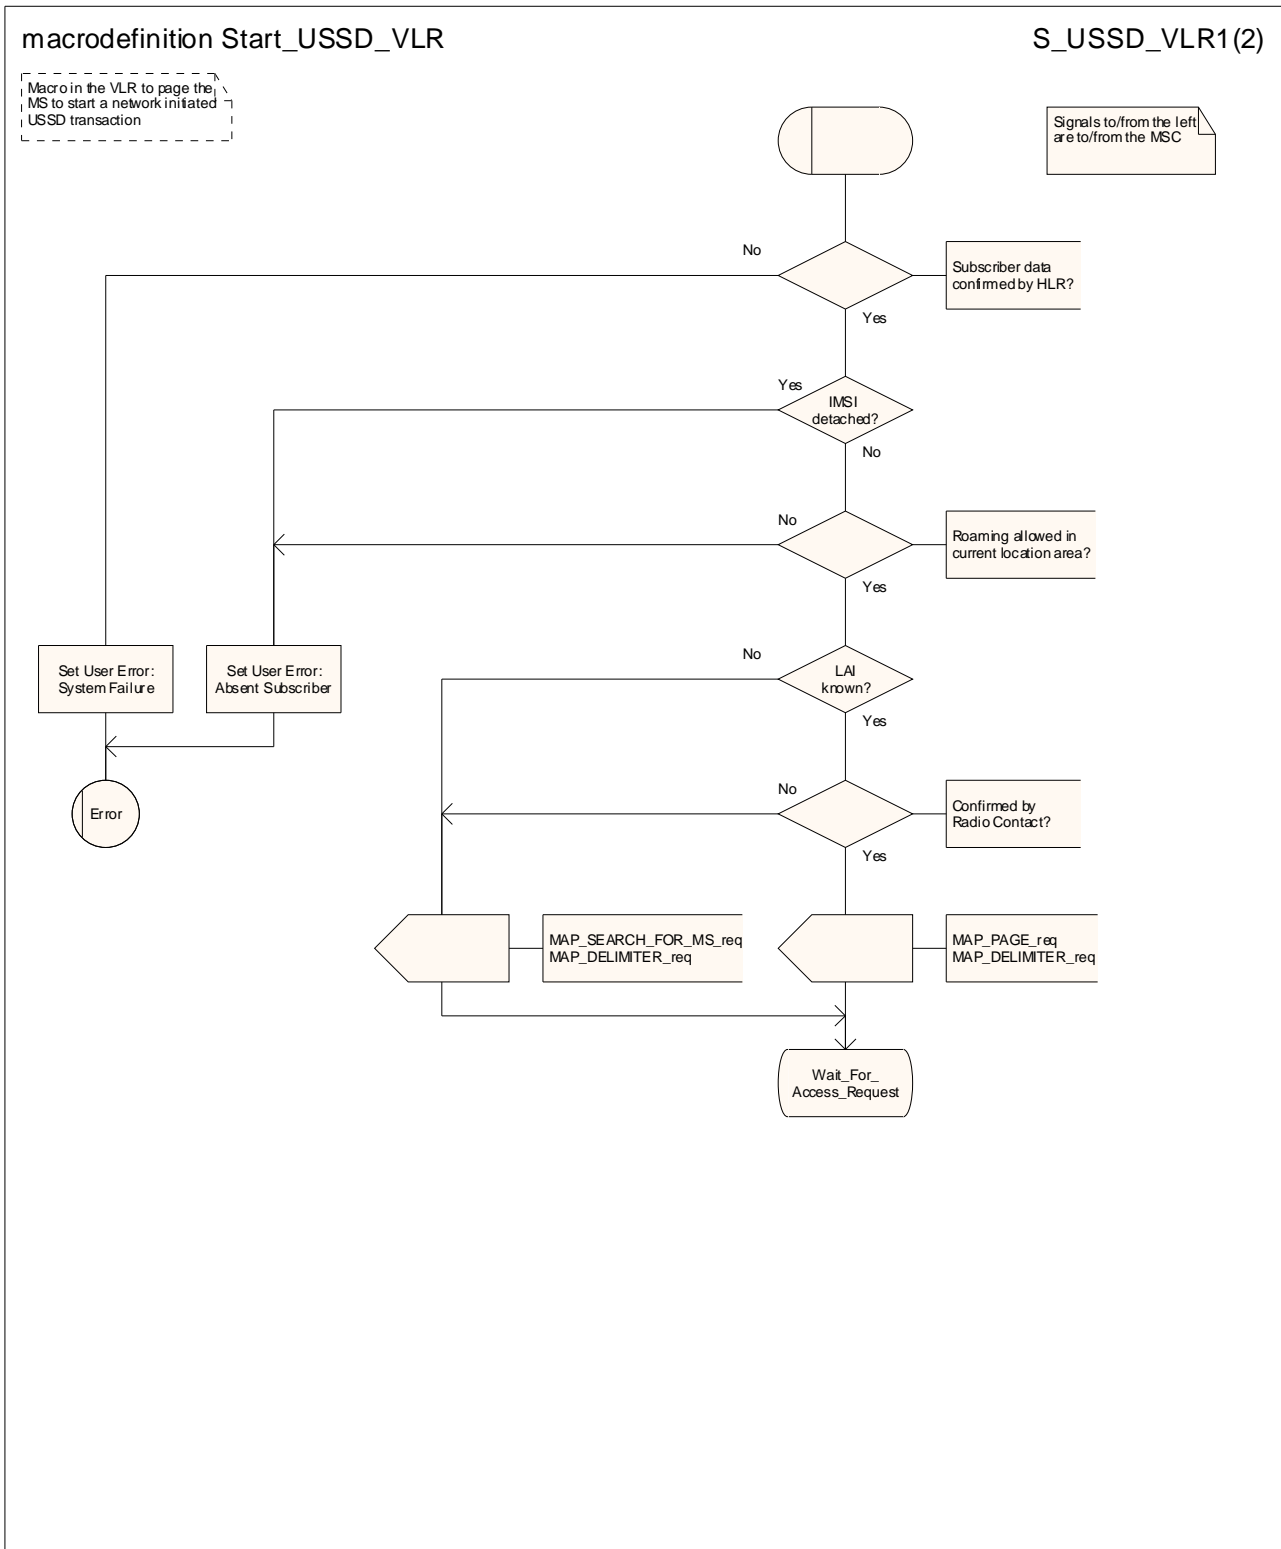 macrodefinition Start_USSD_VLR
S_USSD_VLR1(2)
Macro in the VLR to page the
MS to start a network initiated
USSD transaction
Signals to/from the left
are to/from the MSC
No
Subscriber data
confirmed by HLR?
Yes
Yes
IMSI
detached?
No
No
Roaming allowed in
current location area?
Yes
Set User Error:
System Failure
Set User Error:
Absent Subscriber
No
LAI
known?
Yes
No
Confirmed by
Radio Contact?
Error
Yes
MAP_SEARCH_FOR_MS_req
MAP_DELIMITER_req
MAP_PAGE_req
MAP_DELIMITER_req
Wait_For_
Access_Request